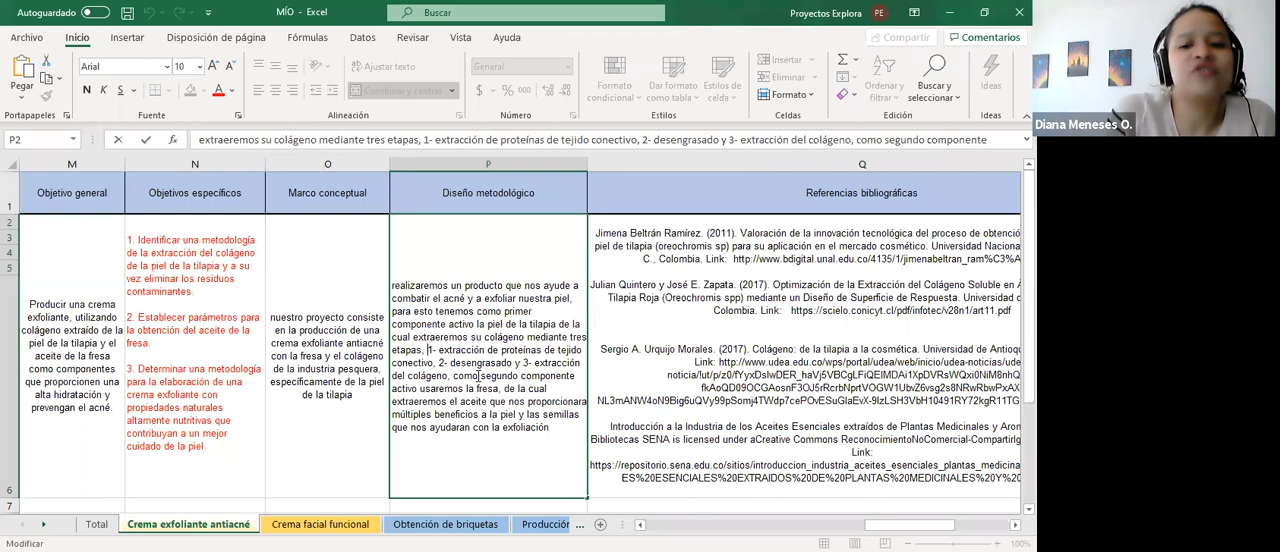 Autoguardado
MÍO - Excel
Buscar
Proyectos Explora
PE
Archivo Inicio Insertar Disposición de página Fórmulas Datos Revisar Vista Ayuda
Compartir
Comentarios
Pegar
Arial
10
N K S
Ajustar texto
Combinar y centrar
General
$ % 000
Formato condicional
Dar formato como tabla
Estilos de celda
Insertar
Eliminar
Formato
Ordenar y filtrar
Buscar y seleccionar
Ideas
Portapapeles
Fuente
Alineación
Número
Estilos
Celdas
Edición
Ideas
Diana Meneses O.
P2
fx
extraeremos su colágeno mediante tres etapas, 1- extracción de proteínas de tejido conectivo, 2- desengrasado y 3- extracción del colágeno, como segundo componente
M N O P Q
1
Objetivo general
Objetivos específicos
Marco conceptual
Diseño metodológico
Referencias bibliográficas
2
3
4
5
6
7
Producir una crema
exfoliante, utilizando
colágeno extraído de la
piel de la tilapia y el
aceite de la fresa
como componentes
que proporcionen una
alta hidratación y
prevengan el acné.
1. Identificar una metodología
de la extracción del colágeno
de la piel de la tilapia y a su
vez eliminar los residuos
contaminantes.
2. Establecer parámetros para
la obtención del aceite de la
fresa.
3. Determinar una metodología
para la elaboración de una
crema exfoliante con
propiedades naturales
altamente nutritivas que
contribuyan a un mejor
cuidado de la piel.
nuestro proyecto consiste
en la producción de una
crema exfoliante antiacné
con la fresa y el colágeno
de la industria pesquera,
específicamente de la piel
de la tilapia
realizaremos un producto que nos ayude a
combatir el acné y a exfoliar nuestra piel,
para esto tenemos como primer
componente activo la piel de la tilapia de la
cual extraeremos su colágeno mediante tres
etapas, 1- extracción de proteínas de tejido
conectivo, 2- desengrasado y 3- extracción
del colágeno, como segundo componente
activo usaremos la fresa, de la cual
extraeremos el aceite que nos proporcionara
múltiples beneficios a la piel y las semillas
que nos ayudaran con la exfoliación
Jimena Beltrán Ramírez. (2011). Valoración de la innovación tecnológica del proceso de obtenció
piel de tilapia (oreochromis sp) para su aplicación en el mercado cosmético. Universidad Naciona
C., Colombia. Link: http://www.bdigital.unal.edu.co/4135/1/jimenabeltran_ram%C3%A
Julian Quintero y José E. Zapata. (2017). Optimización de la Extracción del Colágeno Soluble en Á
Tilapia Roja (Oreochromis spp) mediante un Diseño de Superficie de Respuesta. Universidad d
Colombia. Link: https://scielo.conicyt.cl/pdf/infotec/v28n1/art11.pdf
Sergio A. Urquijo Morales. (2017). Colágeno: de la tilapia a la cosmética. Universidad de Antioq
Link: http://www.udea.edu.co/wps/portal/udea/web/inicio/udea-noticias/ude
Introducción a la Industria de los Aceites Esenciales extraídos de Plantas Medicinales y Aron
Bibliotecas SENA is licensed under aCreative Commons ReconocimientoNoComercial-CompartirIg
Link:
https://repositorio.sena.edu.co/sitios/introduccion_industria_aceites_esenciales_plantas_medicina
ES%20ESENCIALES%20EXTRAIDOS%20DE%20PLANTAS%20MEDICINALES%20Y%20
Total
Crema exfoliante antiacné
Crema facial funcional
Obtención de briquetas
Producción
...
Modificar
100%